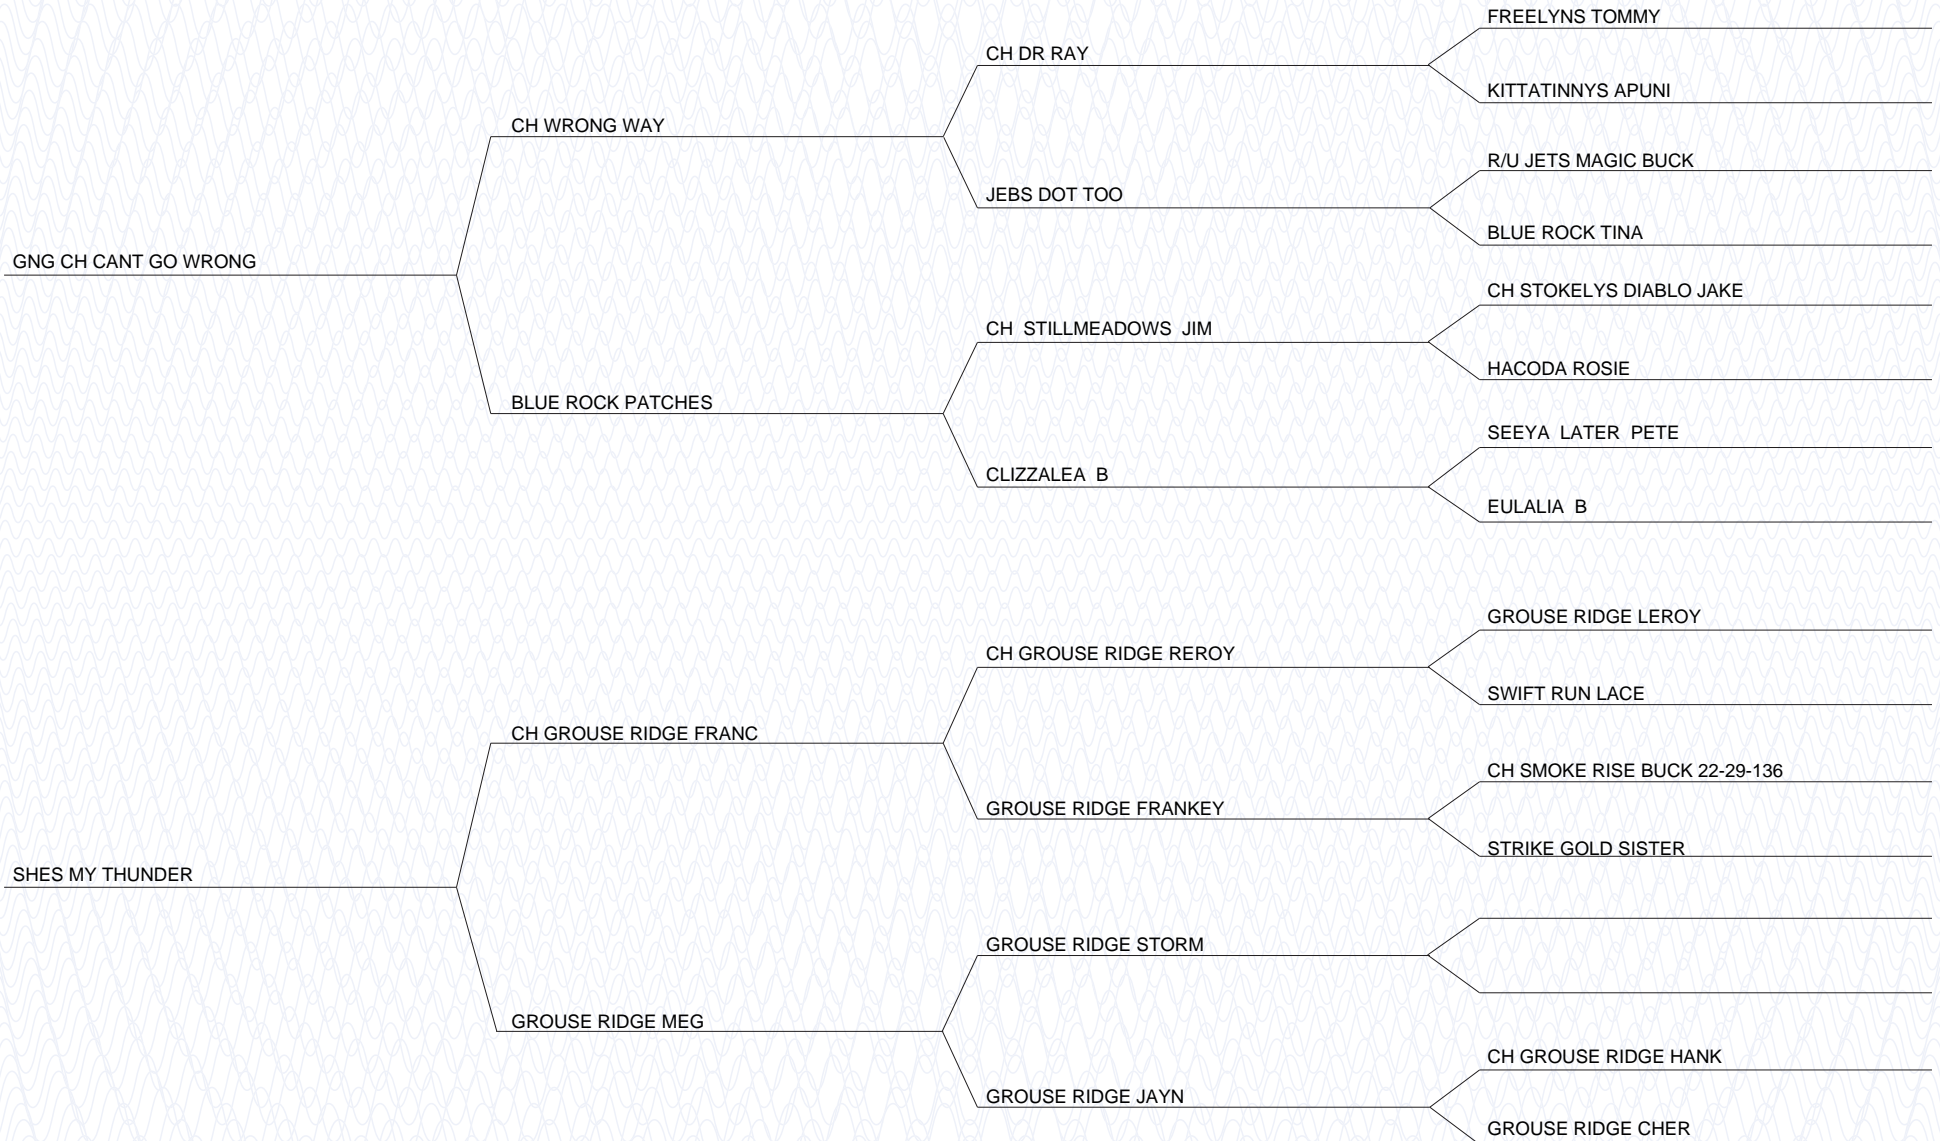 FREELYNS TOMMY
CH DR RAY
KITTATINNYS APUNI
CH WRONG WAY
R/U JETS MAGIC BUCK
JEBS DOT TOO
BLUE ROCK TINA
GNG CH CANT GO WRONG
CH STOKELYS DIABLO JAKE
CH  STILLMEADOWS  JIM
HACODA ROSIE
BLUE ROCK PATCHES
SEEYA  LATER  PETE
CLIZZALEA  B
EULALIA  B
GROUSE RIDGE LEROY
CH GROUSE RIDGE REROY
SWIFT RUN LACE
CH GROUSE RIDGE FRANC
CH SMOKE RISE BUCK 22-29-136
GROUSE RIDGE FRANKEY
STRIKE GOLD SISTER
SHES MY THUNDER
GROUSE RIDGE STORM
GROUSE RIDGE MEG
CH GROUSE RIDGE HANK
GROUSE RIDGE JAYN
GROUSE RIDGE CHER